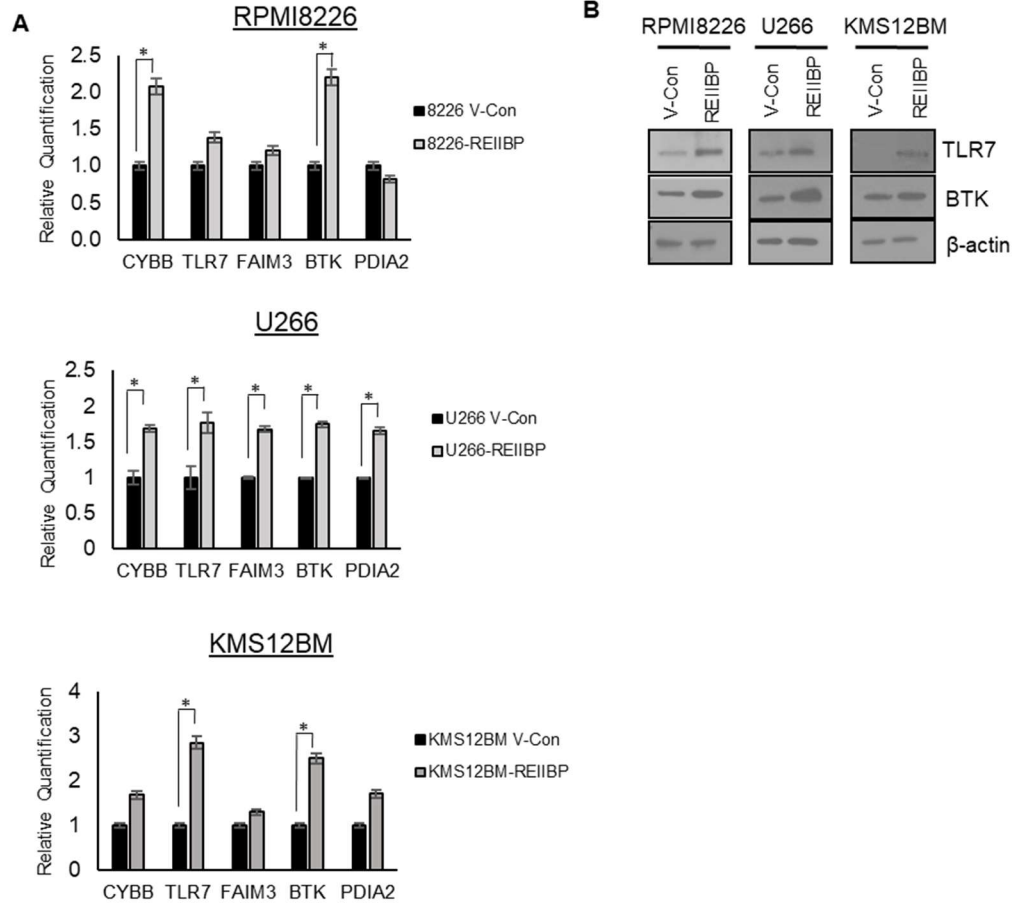 A
RPMI8226
Relative Quantification
2.5
2.0
1.5
1.0
0.5
0.0
*
*
CYBB TLR7 FAIM3 BTK PDIA2
8226 V-Con
8226-REIIBP
U266
Relative Quantification
2.5
2
1.5
1
0.5
0
* * * * *
CYBB TLR7 FAIM3 BTK PDIA2
U266 V-Con
U266-REIIBP
KMS12BM
Relative Quantification
4
3
2
1
0
*
*
CYBB TLR7 FAIM3 BTK PDIA2
KMS12BM V-Con
KMS12BM-REIIBP
B
RPMI8226 U266 KMS12BM
V-Con REIIBP V-Con REIIBP V-Con REIIBP
TLR7
BTK
β-actin